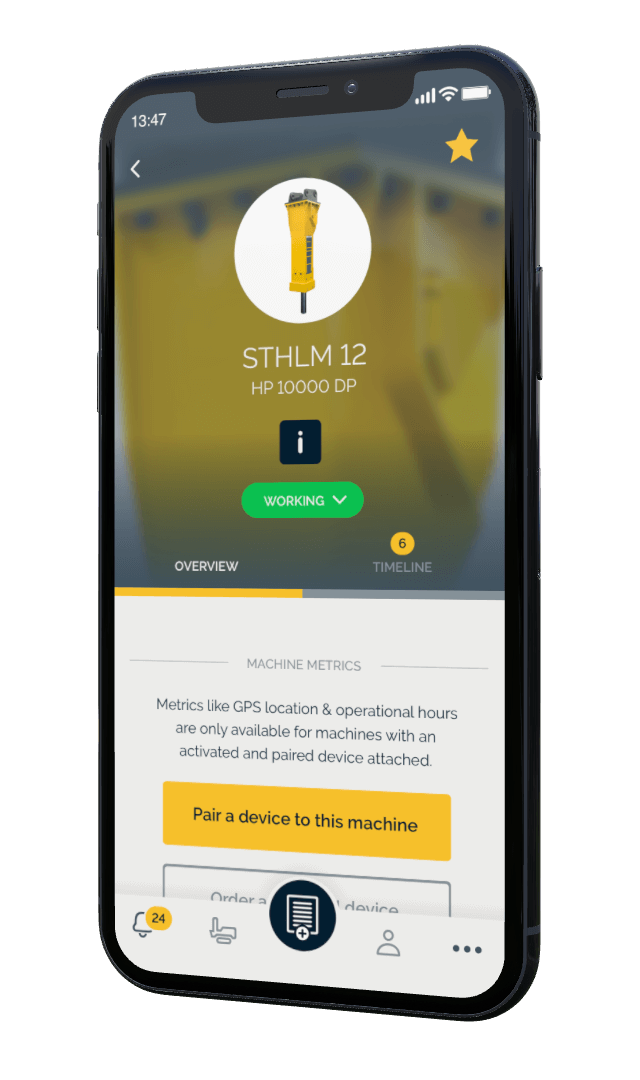 13:47
STHLM 12
HP 10000 DP
i
WORKING
6
OVERVIEW
TIMELINE
MACHINE METRICS
Metrics like GPS location & operational hours
are only available for machines with an
activated and paired device attached.
Pair a device to this machine
Order a device
24